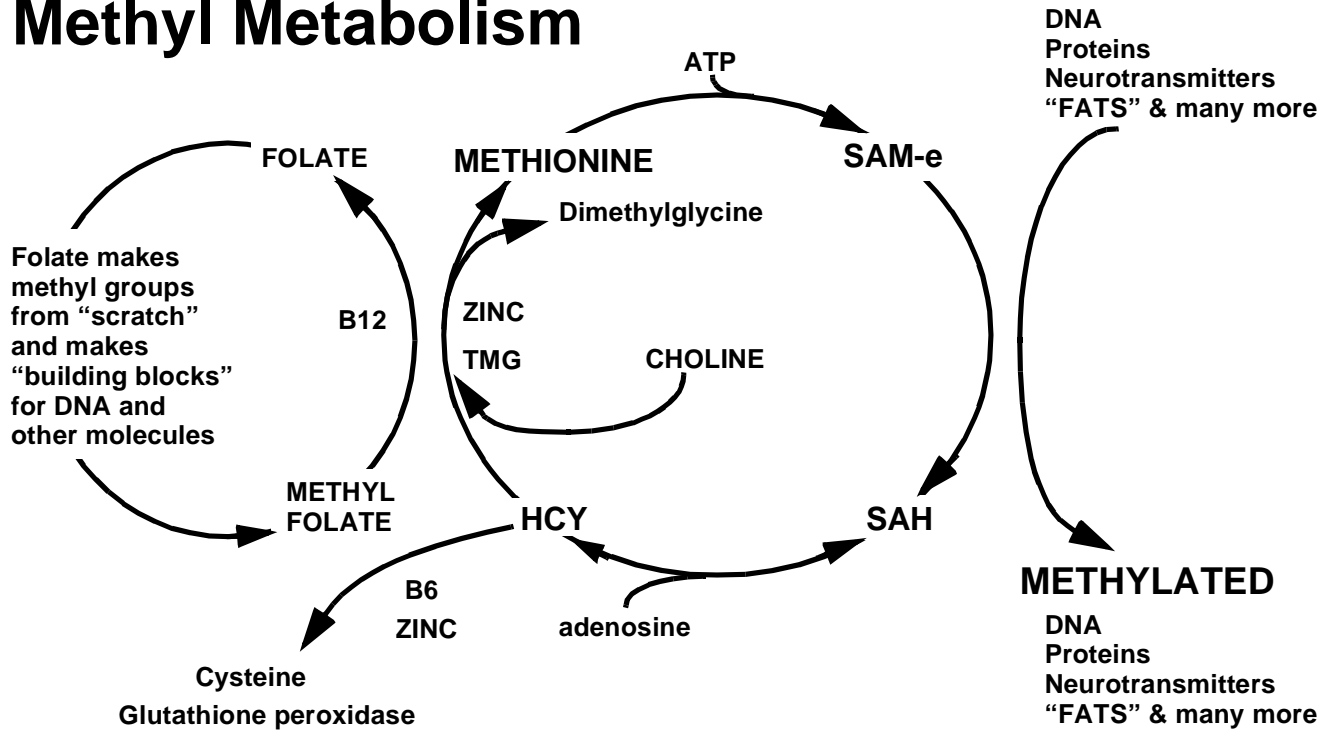 Methyl Metabolism
DNA
Proteins
Neurotransmitters
“FATS” & many more
ATP
FOLATE
METHIONINE
SAM-e
Dimethylglycine
Folate makes
methyl groups
from “scratch”
and makes
“building blocks”
for DNA and
other molecules
B12
ZINC
TMG
CHOLINE
METHYL
FOLATE
HCY
SAH
METHYLATED
DNA
Proteins
Neurotransmitters
“FATS” & many more
B6
ZINC
adenosine
Cysteine
Glutathione peroxidase